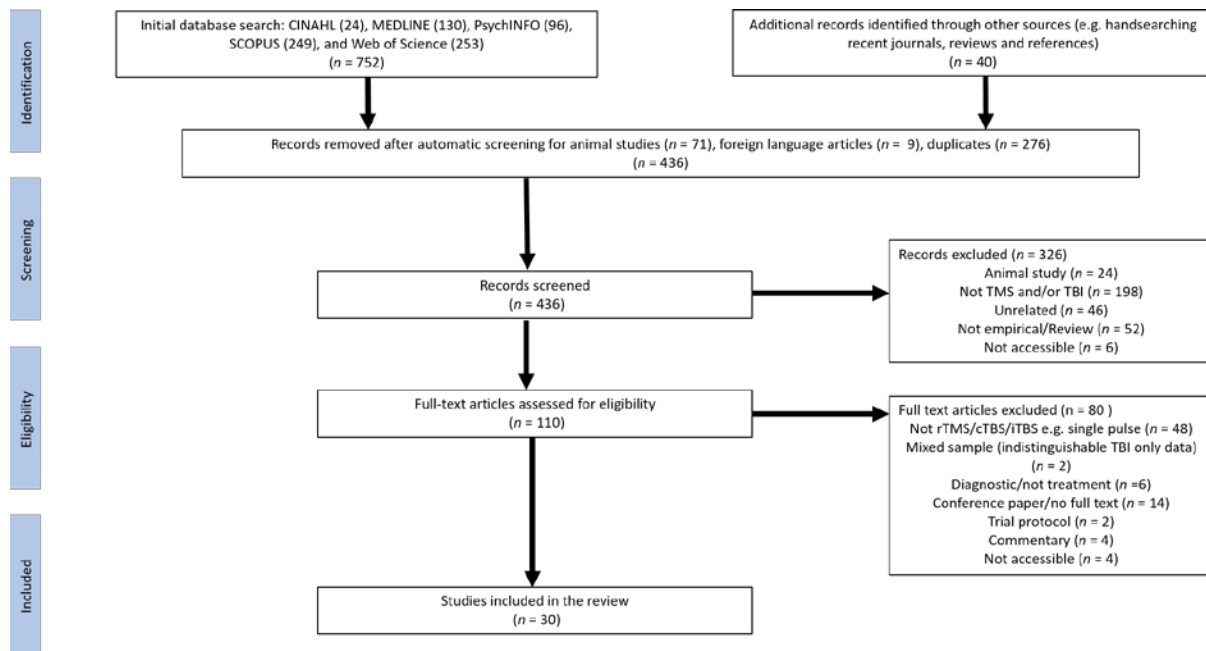 Identification
Initial database search: CINAHL (24), MEDLINE (130), PsychINFO (96),
SCOPUS (249), and Web of Science (253)
(n = 752)
Additional records identified through other sources (e.g. handsearching
recent journals, reviews and references)
(n = 40)
Records removed after automatic screening for animal studies (n = 71), foreign language articles (n = 9), duplicates (n = 276)
(n = 436)
Screening
Records screened
(n = 436)
Records excluded (n = 326)
Animal study (n = 24)
Not TMS and/or TBI (n = 198)
Unrelated (n = 46)
Not empirical/Review (n = 52)
Not accessible (n = 6)
Eligibility
Full-text articles assessed for eligibility
(n = 110)
Full text articles excluded (n = 80 )
Not rTMS/cTBS/iTBS e.g. single pulse (n = 48)
Mixed sample (indistinguishable TBI only data)
(n = 2)
Diagnostic/not treatment (n =6)
Conference paper/no full text (n = 14)
Trial protocol (n = 2)
Commentary (n = 4)
Not accessible (n = 4)
Included
Studies included in the review
(n = 30)